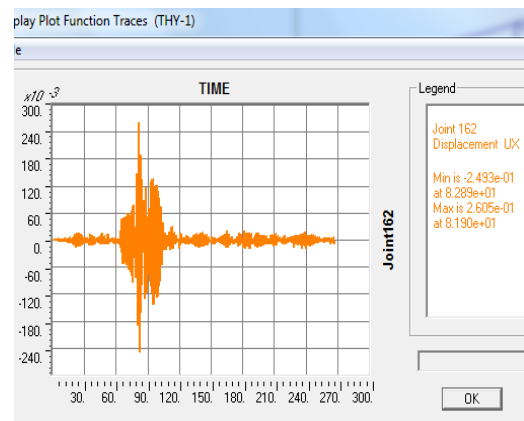 play Plot Function Traces (THY-1)
le
x10 -3
TIME
Legend
300.
240.
180.
120.
60.
0.
-60.
-120.
-180.
-240.
Joint162
Joint 162
Displacement UX
Min is -2.493e-01
at 8.289e+01
Max is 2.605e-01
at 8.190e+01
30. 60. 90. 120. 150. 180. 210. 240. 270. 300.
OK